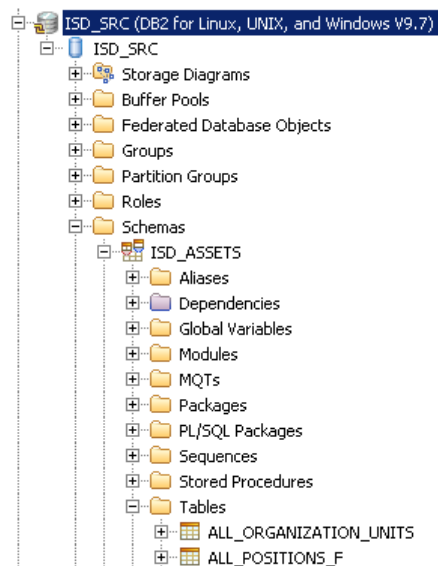 ISD_SRC (DB2 for Linux, UNIX, and Windows V9.7)
ISD_SRC
Storage Diagrams
Buffer Pools
Federated Database Objects
Groups
Partition Groups
Roles
Schemas
ISD_ASSETS
Aliases
Dependencies
Global Variables
Modules
MQTs
Packages
PL/SQL Packages
Sequences
Stored Procedures
Tables
ALL_ORGANIZATION_UNITS
ALL_POSITIONS_F